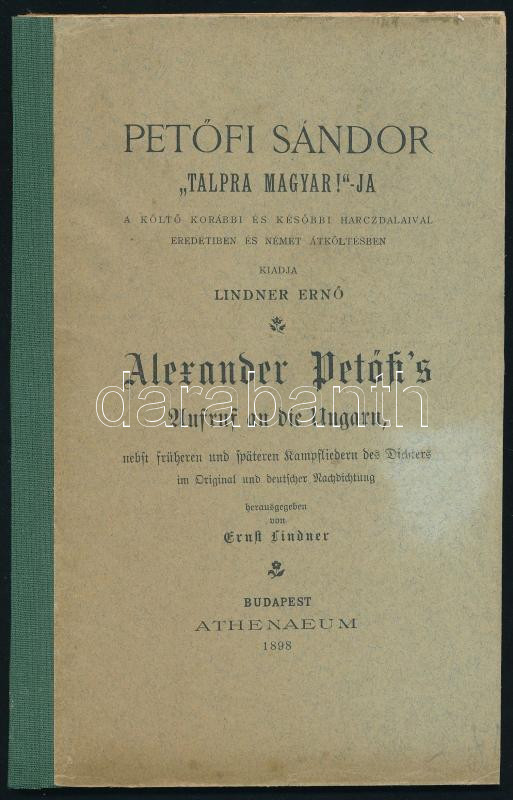 PETŐFI SÁNDOR
„TALPRA MAGYAR!“-JA
A KÖLTŐ KORÁBBI ÉS KÉSŐBBI HARCZDALAIVAL
EREDETIBEN ÉS NÉMET ÁTKÖLTÉSBEN
KIADJA
LINDNER ERNŐ
Alexander Petőfi's
darabanth
Aufruf an die Ungarn,
nebst früheren und späteren Kampfliedern des Dichters
im Original und deutscher Nachdichtung
herausgegeben
von
Ernst Lindner
BUDAPEST
ATHENAEUM
1898